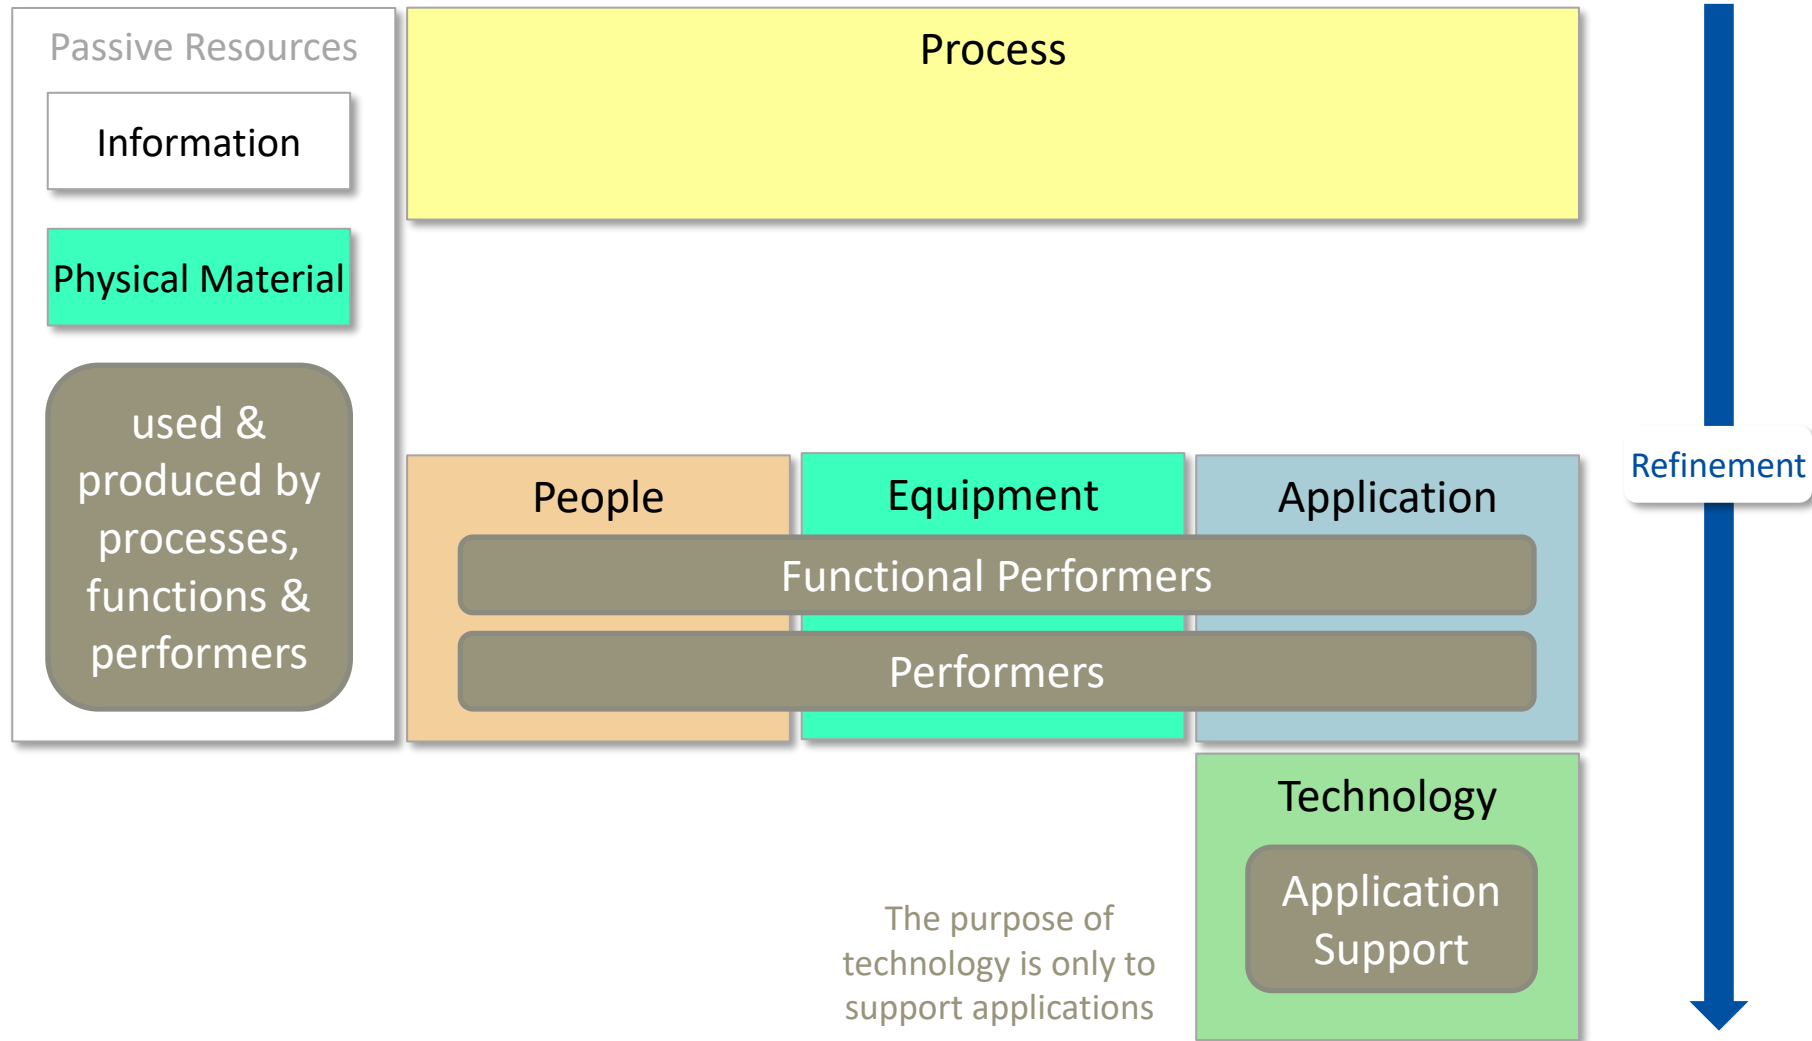 Passive Resources
Information
Physical Material
used &
produced by
processes,
functions &
performers
Process
People
Equipment
Application
Functional Performers
Performers
Technology
Application
Support
The purpose of
technology is only to
support applications
Refinement